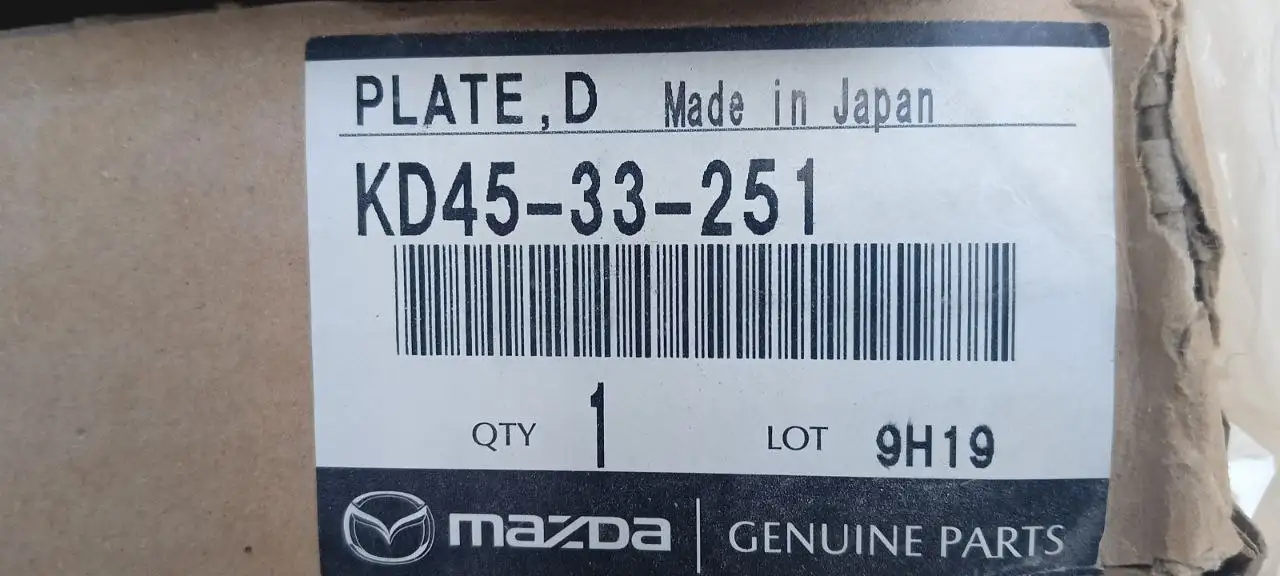 PLATE,D Made in Japan
KD45-33-251
QTY 1 LOT 9H19
mazda GENUINE PARTS